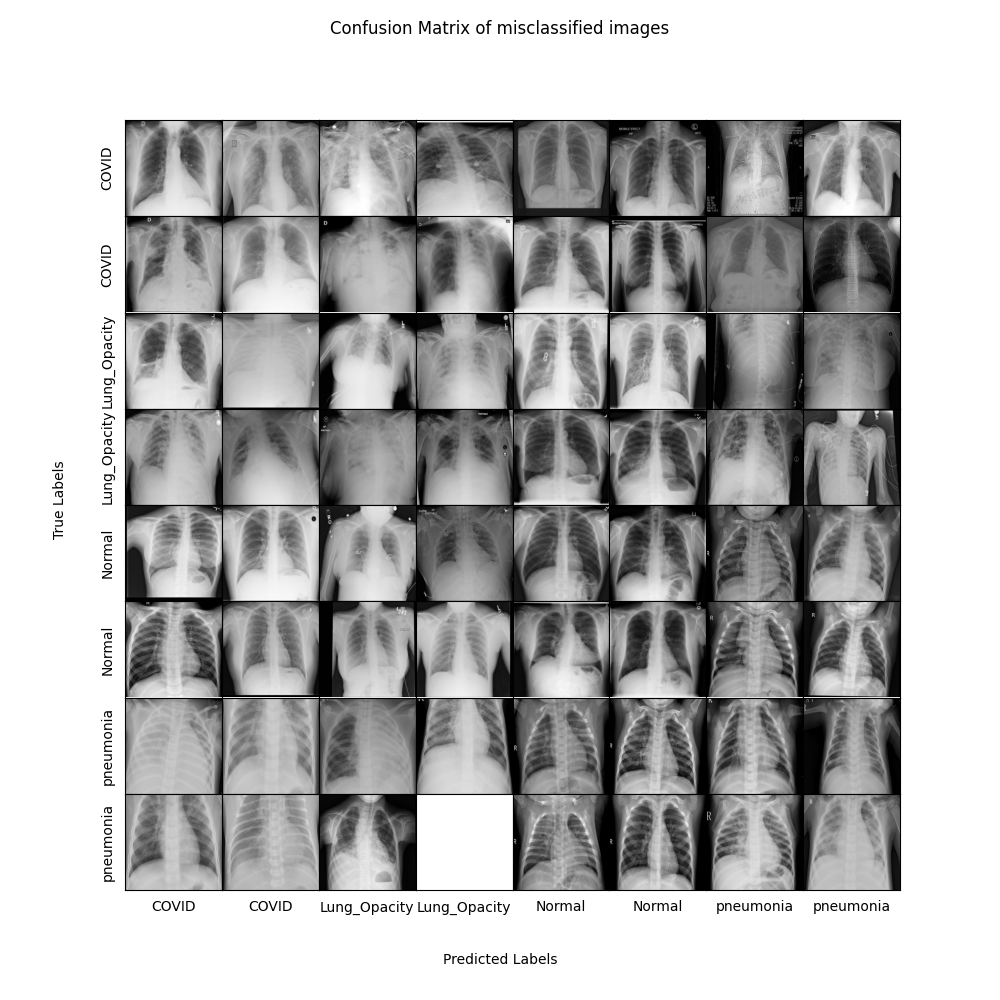 Confusion Matrix of misclassified images
COVID
COVID
Lung_Opacity
Lung_Opacity
Normal
Normal
pneumonia
pneumonia
True Labels
COVID
COVID
Lung_Opacity
Lung_Opacity
Normal
Normal
pneumonia
pneumonia
Predicted Labels